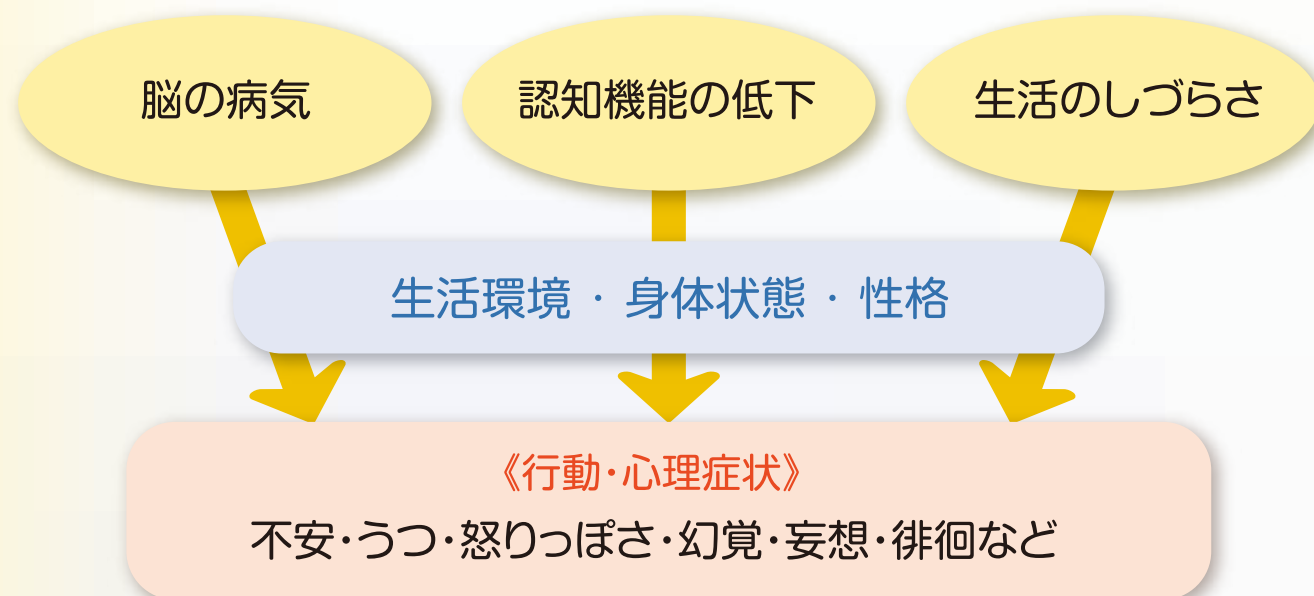 脳の病気
認知機能の低下
生活のしづらさ
生活環境・身体状態・性格
《行動・心理症状》
不安・うつ・怒りっぽさ・幻覚・妄想・徘徊など